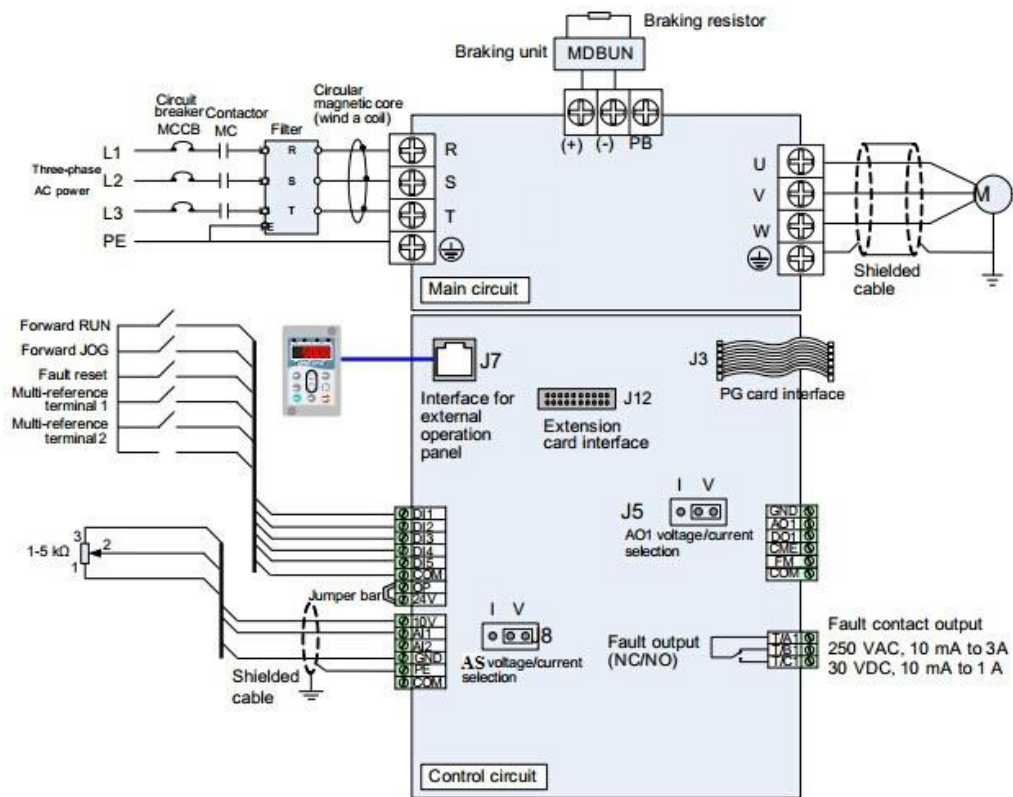 Braking resistor
Braking unit
MDBUN
Circuit
breaker
MCCB
Contactor
MC
Filter
Circular
magnetic core
(wind a coil)
(+)
(-)
PB
L1
R
R
U
Three-phase
AC power
L2
S
S
V
M
L3
T
T
W
PE
E
Main circuit
Shielded
cable
Forward RUN
Forward JOG
Fault reset
Multi-reference
terminal 1
Multi-reference
terminal 2
J7
Interface for
external
operation
panel
J12
Extension
card interface
J3
PG card interface
I V
J5
AO1 voltage/current
selection
GND
AO1
DO1
CME
FM
COM
DI1
DI2
DI3
DI4
DI5
COM
OP
24V
Jumper bar
3
1-5 kΩ
2
1
10V
AI1
AI2
GND
PE
COM
I V
J8
AS voltage/current
selection
Shielded
cable
Fault output
(NC/NO)
T/A1
T/B1
T/C1
Fault contact output
250 VAC, 10 mA to 3A
30 VDC, 10 mA to 1 A
Control circuit